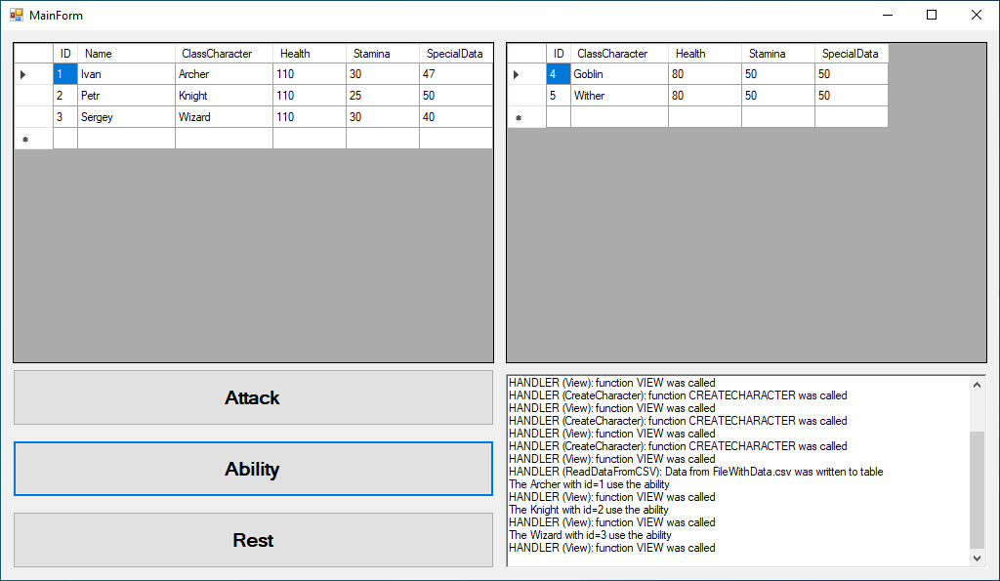 MainForm
ID Name ClassCharacter Health Stamina SpecialData
1 Ivan Archer 110 30 47
2 Petr Knight 110 25 50
3 Sergey Wizard 110 30 40
ID ClassCharacter Health Stamina SpecialData
4 Goblin 80 50 50
5 Wither 80 50 50
Attack
Ability
Rest
HANDLER (View): function VIEW was called
HANDLER (CreateCharacter): function CREATECHARACTER was called
HANDLER (View): function VIEW was called
HANDLER (CreateCharacter): function CREATECHARACTER was called
HANDLER (View): function VIEW was called
HANDLER (CreateCharacter): function CREATECHARACTER was called
HANDLER (View): function VIEW was called
HANDLER (ReadDataFromCSV): Data from FileWithData.csv was written to table
The Archer with id=1 use the ability
HANDLER (View): function VIEW was called
The Knight with id=2 use the ability
HANDLER (View): function VIEW was called
The Wizard with id=3 use the ability
HANDLER (View): function VIEW was called